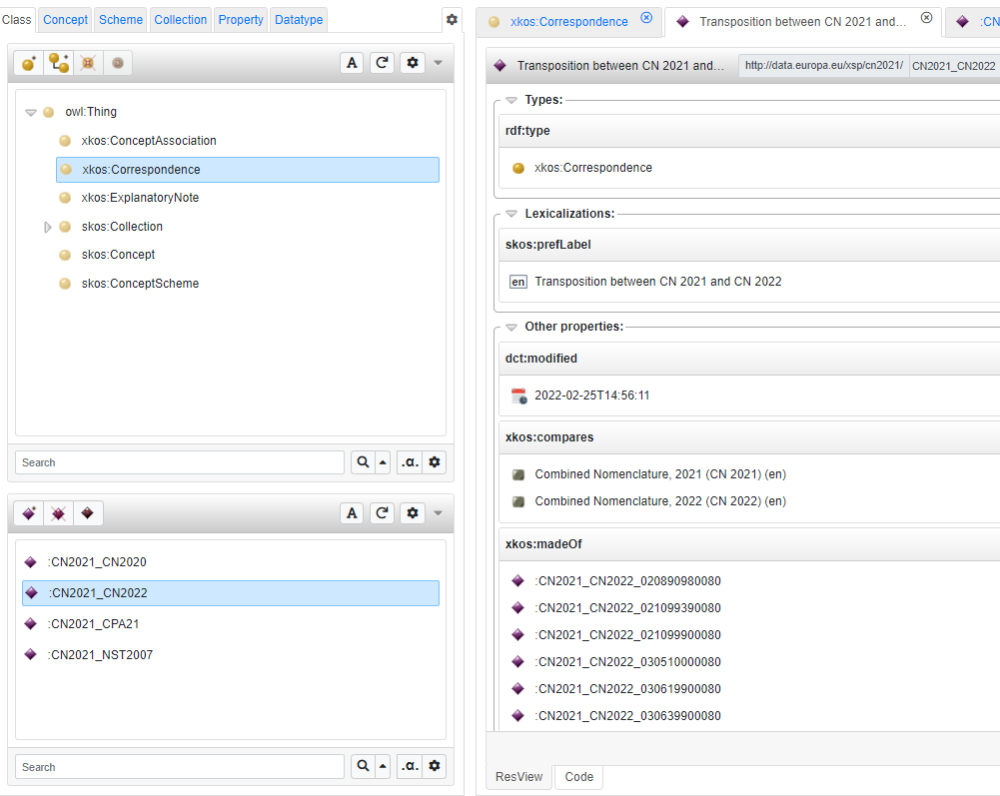 Class Concept Scheme Collection Property Datatype
A
owl:Thing
xkos:ConceptAssociation
xkos:Correspondence
xkos:ExplanatoryNote
skos:Collection
skos:Concept
skos:ConceptScheme
Search
.α.
A
:CN2021_CN2020
:CN2021_CN2022
:CN2021_CPA21
:CN2021_NST2007
Search
.α.
xkos:Correspondence Transposition between CN 2021 and... :CN
Transposition between CN 2021 and... http://data.europa.eu/xsp/cn2021/ CN2021_CN2022
Types:
rdf:type
xkos:Correspondence
Lexicalizations:
skos:prefLabel
en Transposition between CN 2021 and CN 2022
Other properties:
dct:modified
2022-02-25T14:56:11
xkos:compares
Combined Nomenclature, 2021 (CN 2021) (en)
Combined Nomenclature, 2022 (CN 2022) (en)
xkos:madeOf
:CN2021_CN2022_020890980080
:CN2021_CN2022_021099390080
:CN2021_CN2022_021099900080
:CN2021_CN2022_030510000080
:CN2021_CN2022_030619900080
:CN2021_CN2022_030639900080
ResView Code